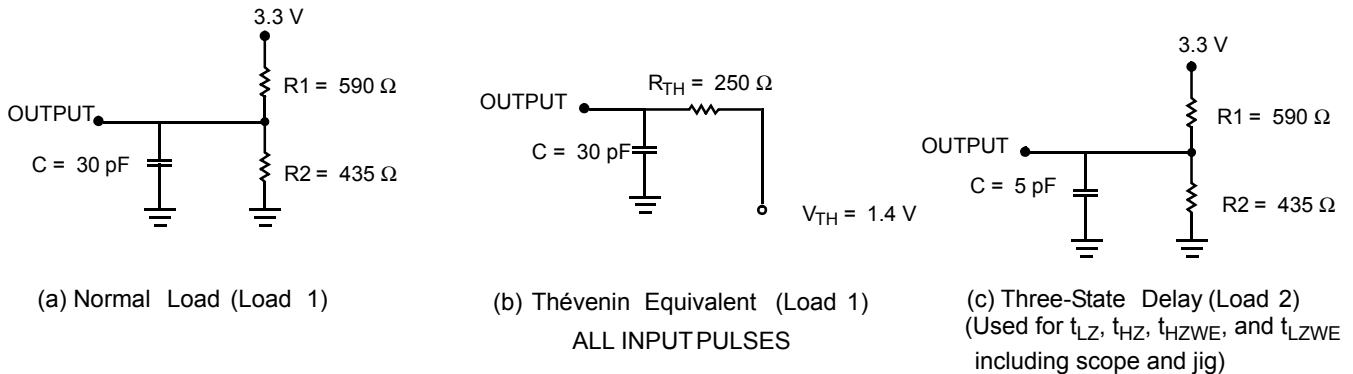 3.3 V
R1 = 590 Ω
OUTPUT
C = 30 pF
R2 = 435 Ω
(a) Normal Load (Load 1)
R_TH = 250 Ω
OUTPUT
C = 30 pF
V_TH = 1.4 V
(b) Thévenin Equivalent (Load 1)
ALL INPUT PULSES
3.3 V
R1 = 590 Ω
OUTPUT
C = 5 pF
R2 = 435 Ω
(c) Three-State Delay (Load 2)
(Used for t_LZ, t_HZ, t_HZWE, and t_LZWE
including scope and jig)